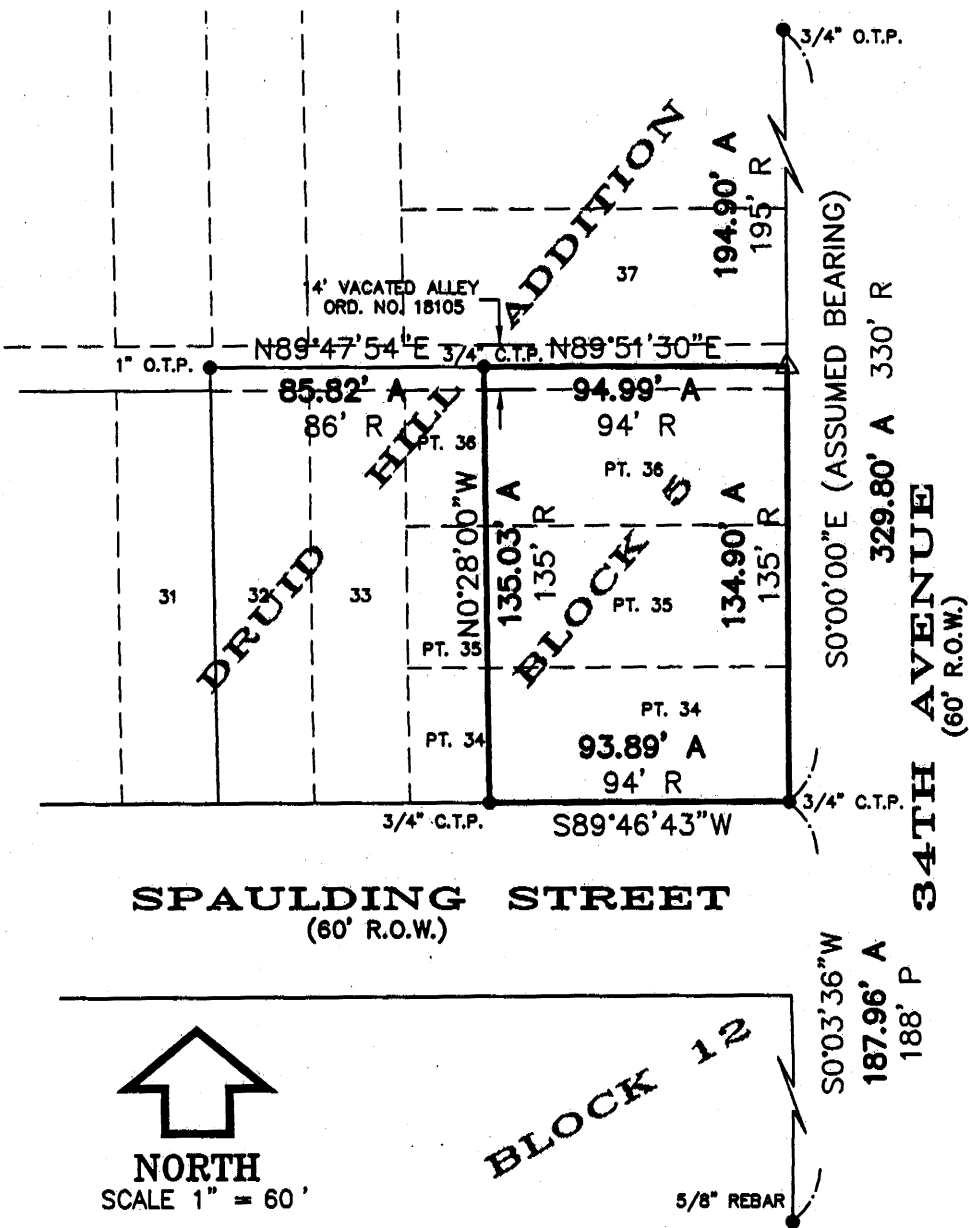 3/4" O.T.P.
DRUID HILL ADDITION
194.90' A
195' R
37
14' VACATED ALLEY
ORD. NO. 18105
N89°47'54"E
3/4" C.T.P.
N89°51'30"E
1" O.T.P.
85.82' A
86' R
94.99' A
94' R
PT. 36
PT. 36
S0°00'00"E (ASSUMED BEARING)
329.80' A 330' R
N0°28'00"W
135.03' A
135' R
134.90' A
135' R
BLOCK 5
31
32
33
PT. 35
PT. 35
PT. 34
PT. 34
93.89' A
94' R
3/4" C.T.P.
S89°46'43"W
3/4" C.T.P.
34TH AVENUE
(60' R.O.W.)
SPAULDING STREET
(60' R.O.W.)
S0°03'36"W
187.96' A
188' P
BLOCK 12
NORTH
SCALE 1" = 60'
5/8" REBAR